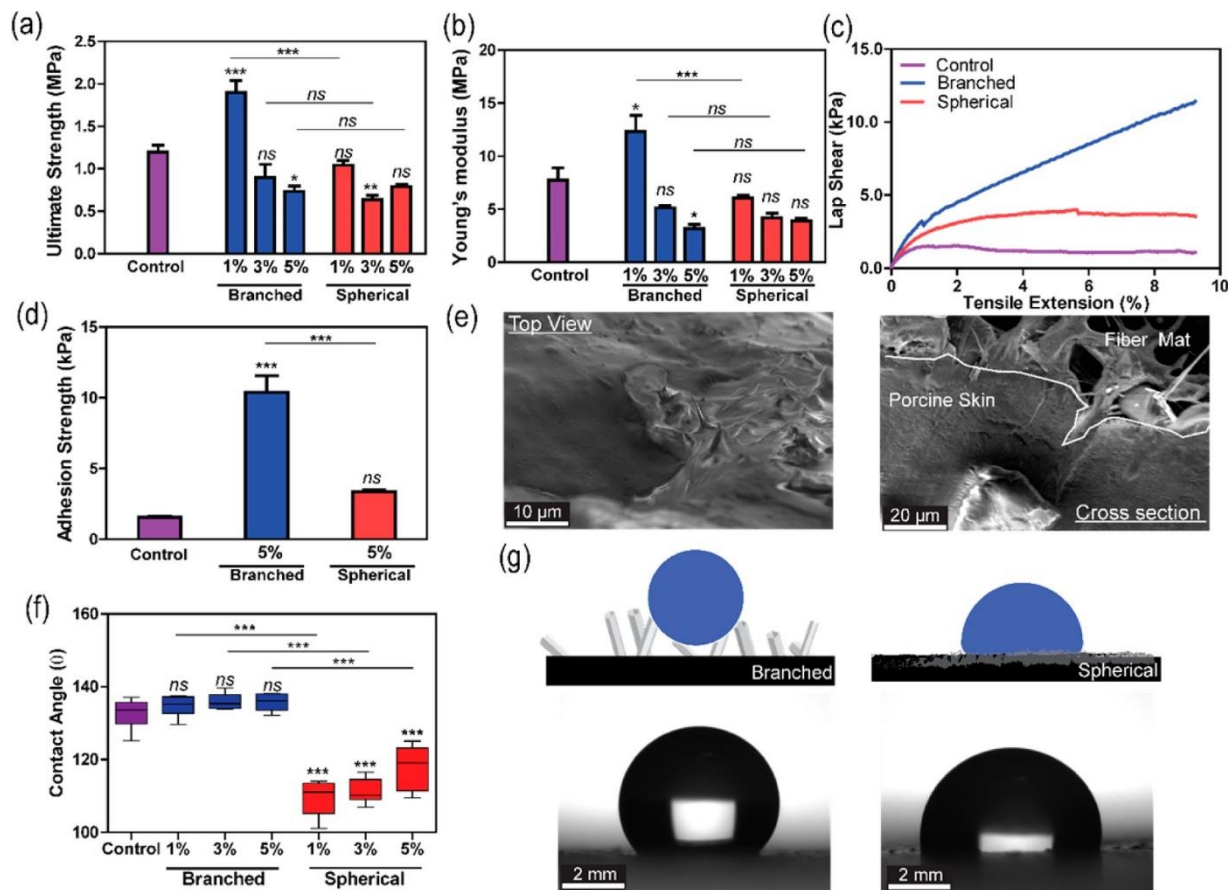 (a)
Ultimate Strength (MPa)
2.5
2.0
1.5
1.0
0.5
0.0
***
***
ns
ns
ns
*
ns
**
ns
Control
1% 3% 5%
1% 3% 5%
Branched
Spherical
(b)
Young's modulus (MPa)
20
15
10
5
0
***
*
ns
ns
ns
*
ns
ns
ns
Control
1% 3% 5%
1% 3% 5%
Branched
Spherical
(c)
Lap Shear (kPa)
15.0
10.0
5.0
0.0
Control
Branched
Spherical
0 2 4 6 8 10
Tensile Extension (%)
(d)
Adhesion Strength (kPa)
15
10
5
0
***
***
ns
Control
5%
5%
Branched
Spherical
(e)
Top View
10 µm
Fiber Mat
Porcine Skin
20 µm
Cross section
(f)
Contact Angle (θ)
160
140
120
100
***
***
***
ns
ns
ns
***
***
***
Control 1% 3% 5% 1% 3% 5%
Branched
Spherical
(g)
Branched
Spherical
2 mm
2 mm